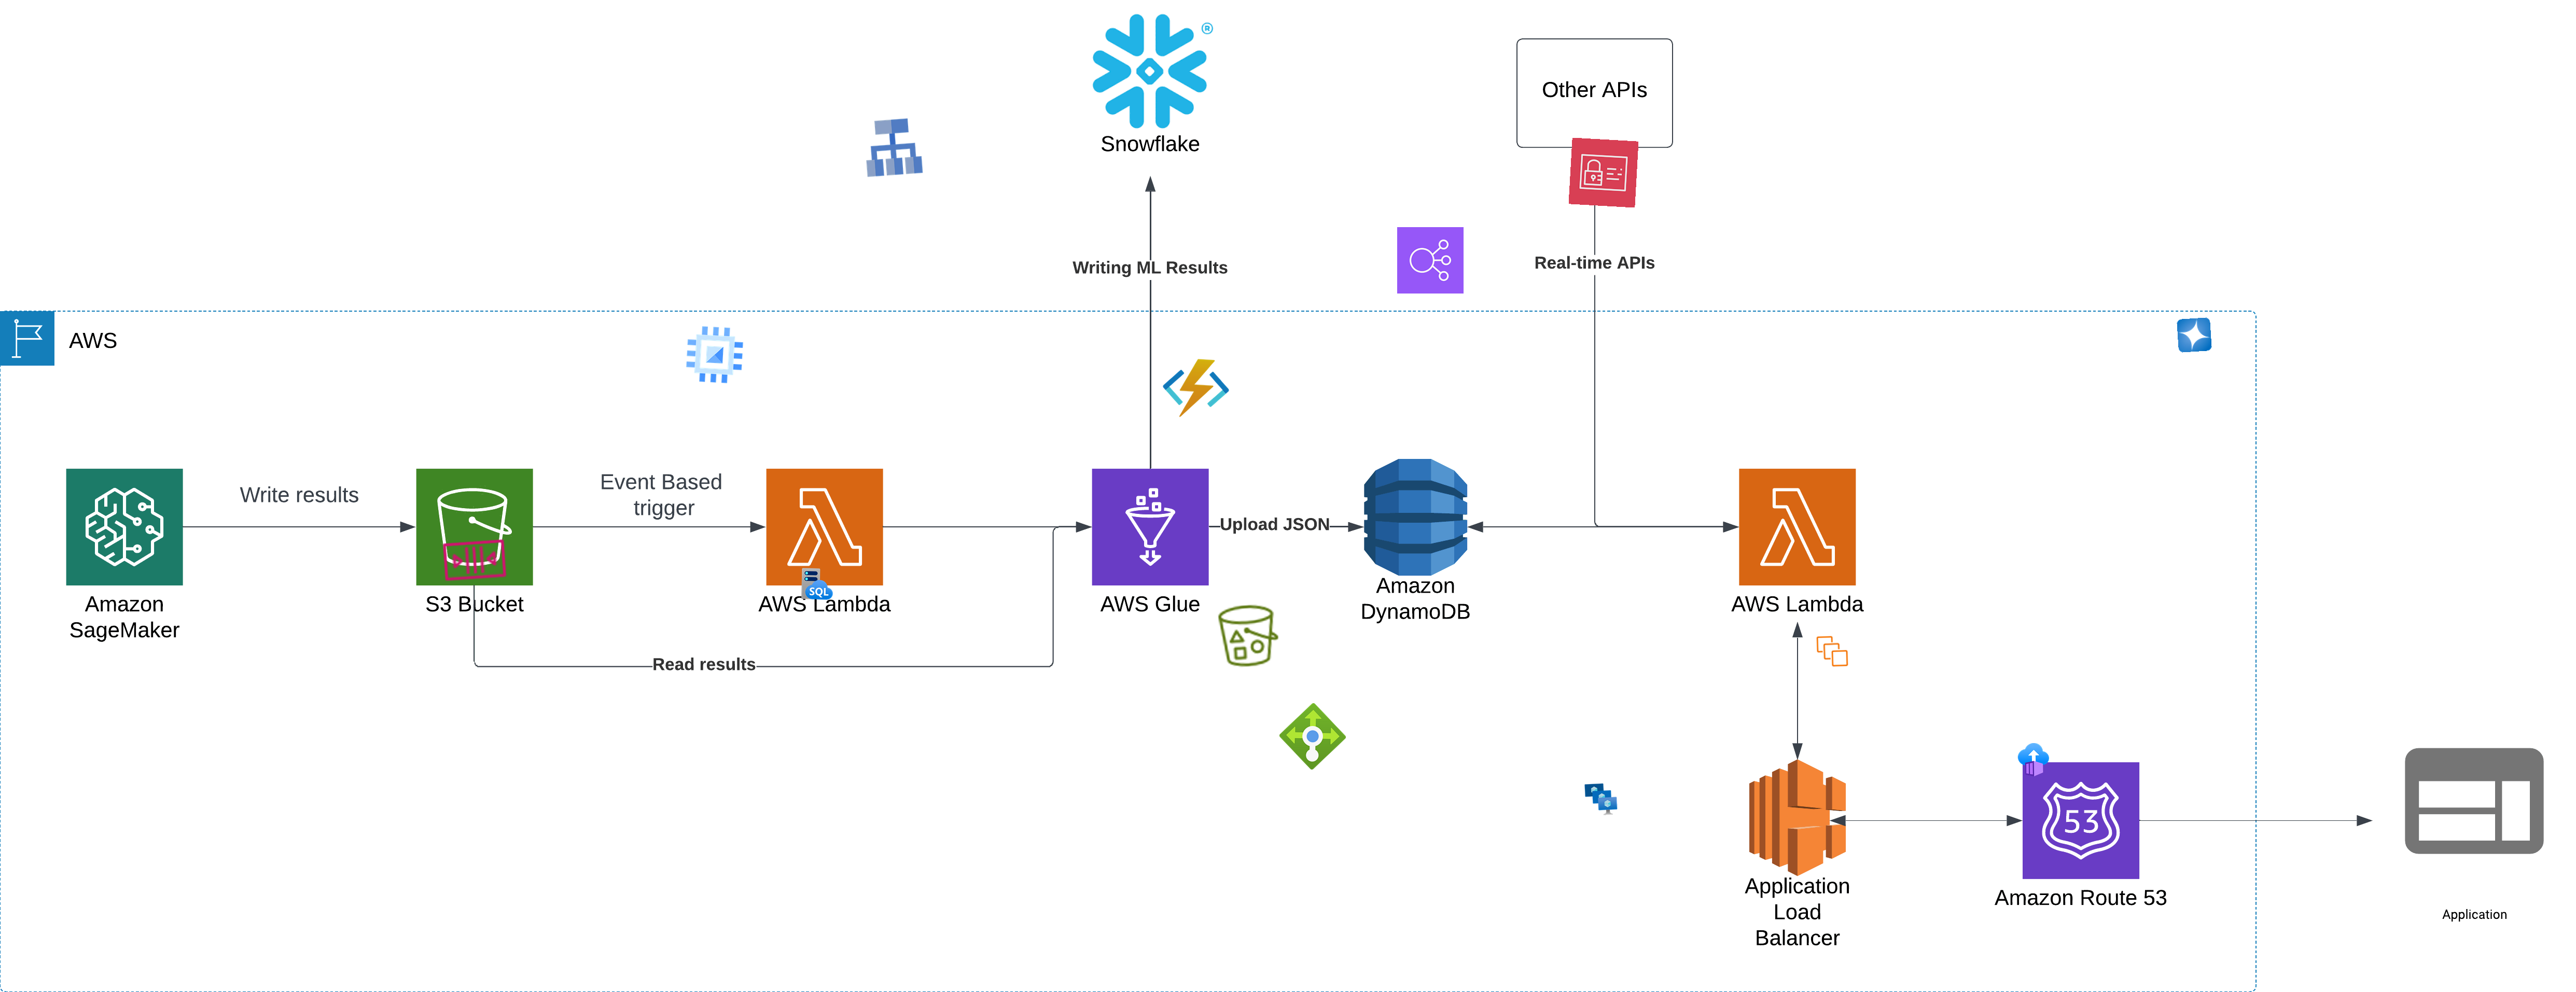 ®
Snowflake
Other APIs
Writing ML Results
Real-time APIs
AWS
Write results
Event Based
trigger
Upload JSON
Amazon
SageMaker
S3 Bucket
SQL
AWS Lambda
AWS Glue
Amazon
DynamoDB
AWS Lambda
Read results
53
Application
Load
Balancer
Amazon Route 53
Application